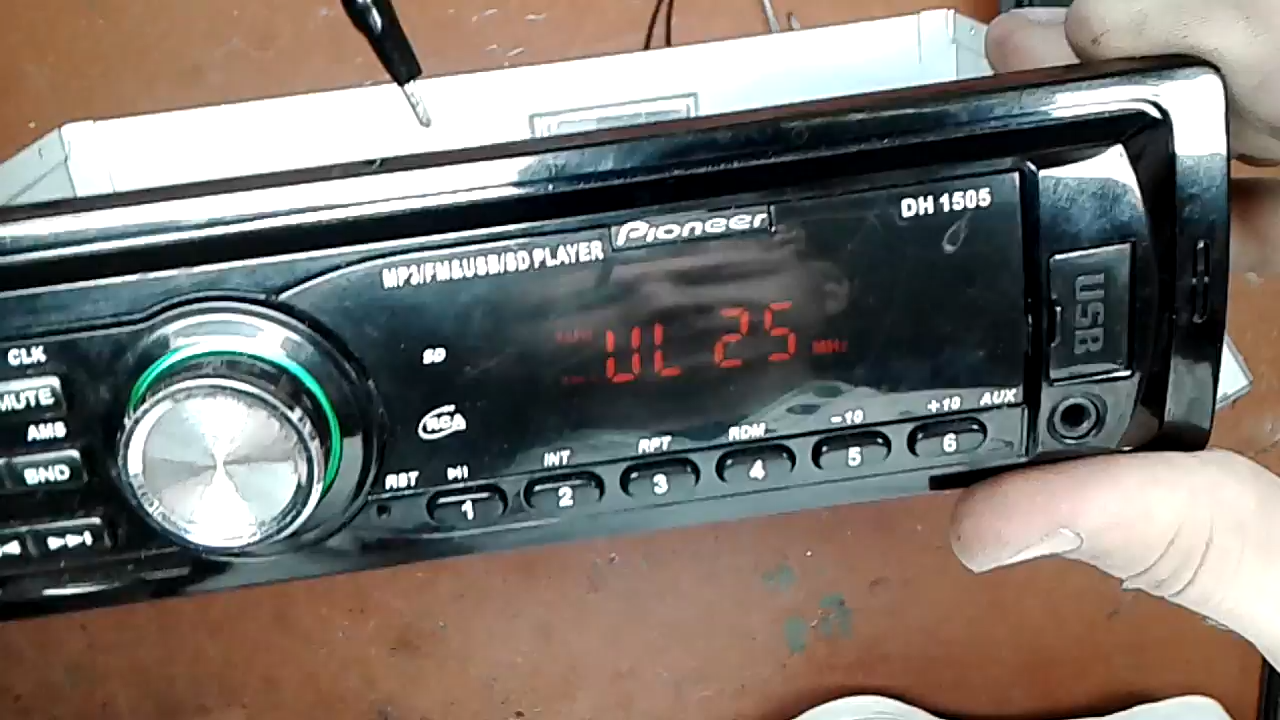 Pioneer
DH 1505
MP3/FM&USB/SD PLAYER
UL 25
MHz
USB
SD
RCA
CLK
MUTE
AMS
BND
RST
INT
RPT
RDM
-10
+10
AUX
1
2
3
4
5
6